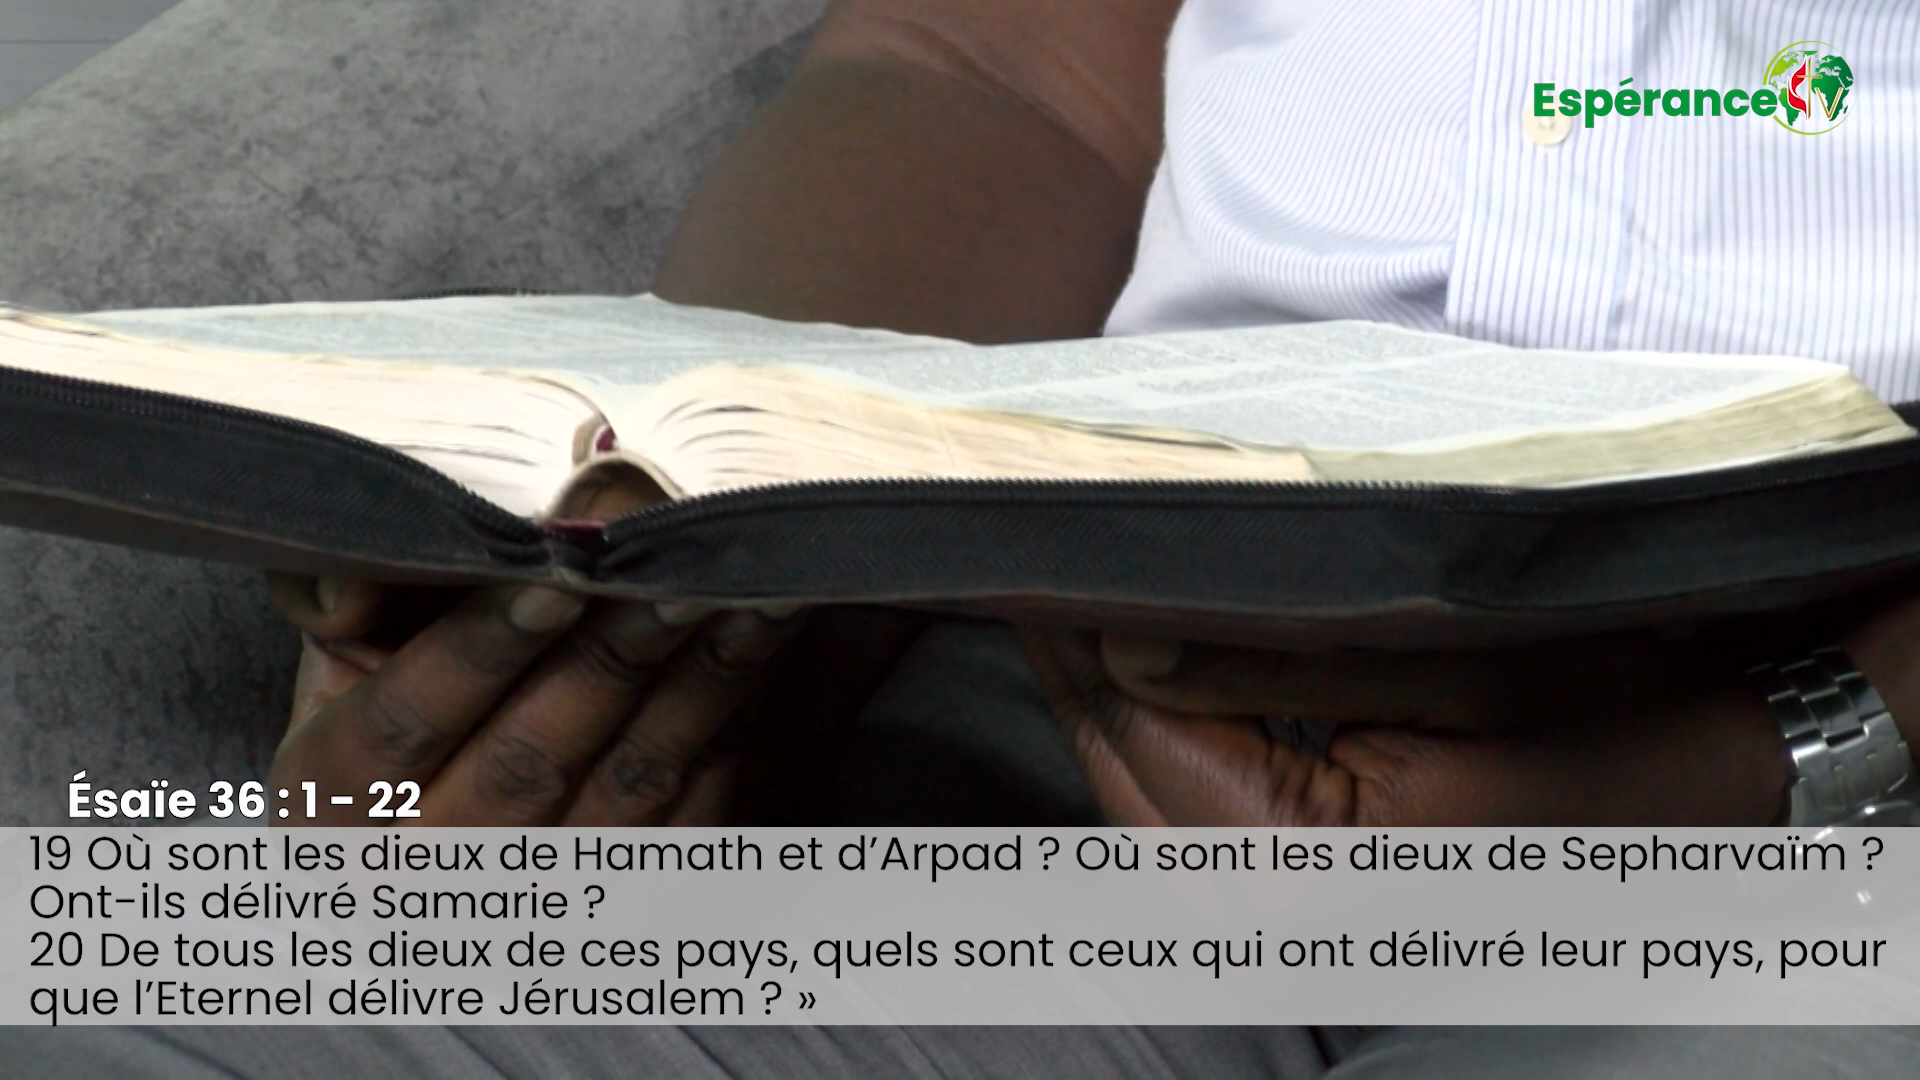 Espérance TV
Ésaïe 36 : 1 - 22
19 Où sont les dieux de Hamath et d’Arpad ? Où sont les dieux de Sepharvaïm ?
Ont-ils délivré Samarie ?
20 De tous les dieux de ces pays, quels sont ceux qui ont délivré leur pays, pour
que l’Eternel délivre Jérusalem ? »